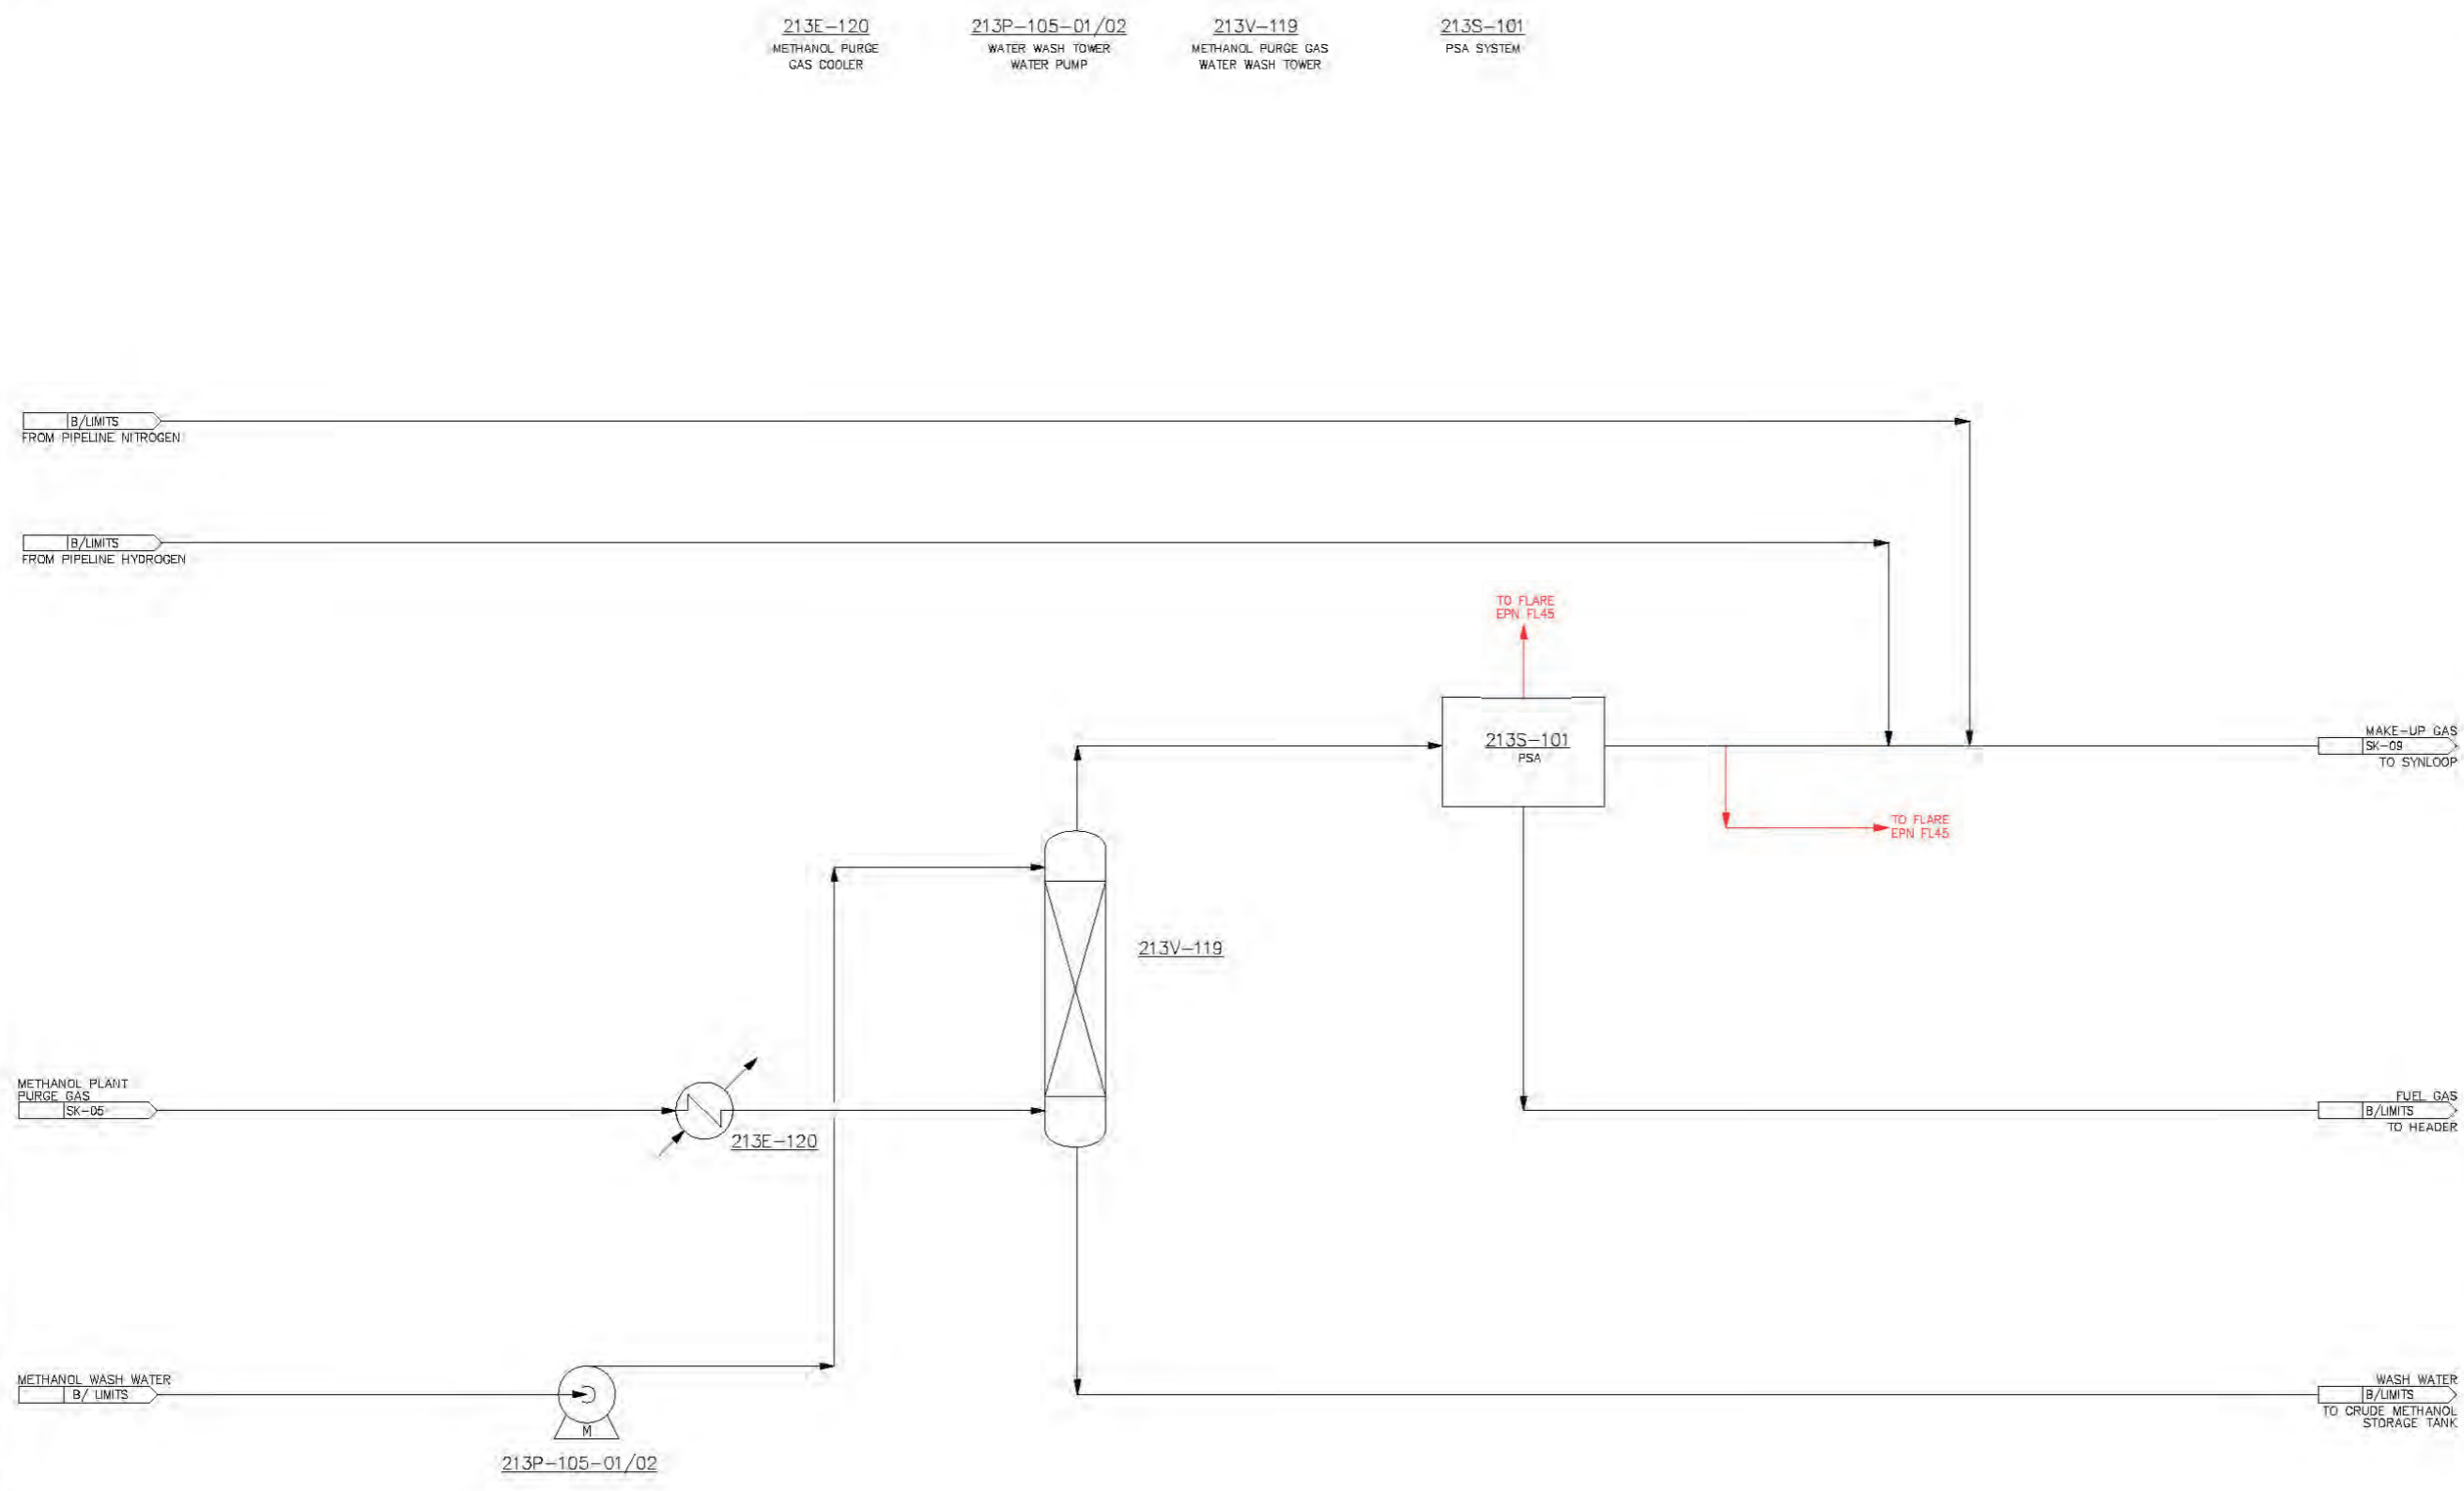 213E-120
METHANOL PURGE
GAS COOLER
213P-105-01/02
WATER WASH TOWER
WATER PUMP
213V-119
METHANOL PURGE GAS
WATER WASH TOWER
213S-101
PSA SYSTEM
B/LIMITS
FROM PIPELINE NITROGEN
B/LIMITS
FROM PIPELINE HYDROGEN
TO FLARE
EPN FL45
213S-101
PSA
MAKE-UP GAS
SK-09
TO SYNLOOP
TO FLARE
EPN FL45
213V-119
METHANOL PLANT
PURGE GAS
SK-05
213E-120
FUEL GAS
B/LIMITS
TO HEADER
METHANOL WASH WATER
B/ LIMITS
M
213P-105-01/02
WASH WATER
B/LIMITS
TO CRUDE METHANOL
STORAGE TANK